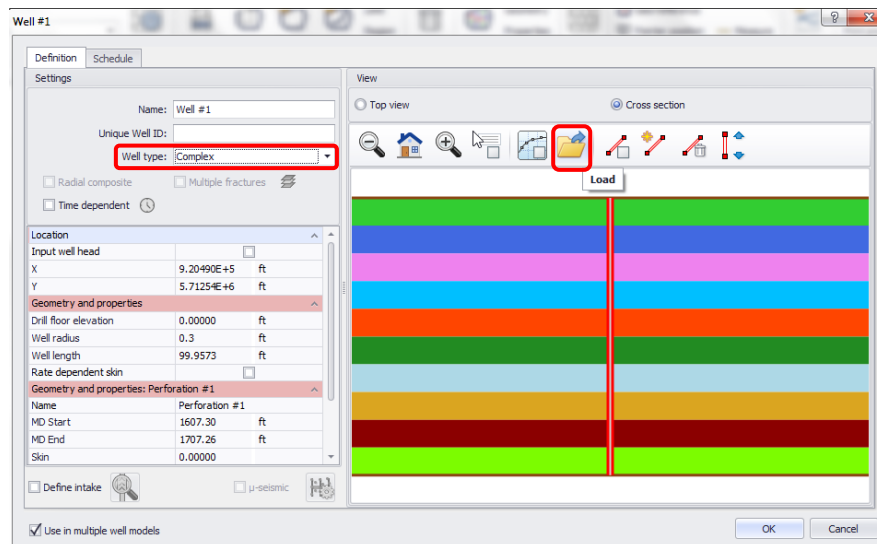 Well #1
?
Definition Schedule
Settings
Name: Well #1
Unique Well ID:
Well type: Complex
Radial composite Multiple fractures
Time dependent
Location
Input well head
X 9.20490E+5 ft
Y 5.71254E+6 ft
Geometry and properties
Drill floor elevation 0.00000 ft
Well radius 0.3 ft
Well length 99.9573 ft
Rate dependent skin
Geometry and properties: Perforation #1
Name Perforation #1
MD Start 1607.30 ft
MD End 1707.26 ft
Skin 0.00000
Define intake µ-seismic
Use in multiple well models
View
Top view Cross section
Load
OK Cancel